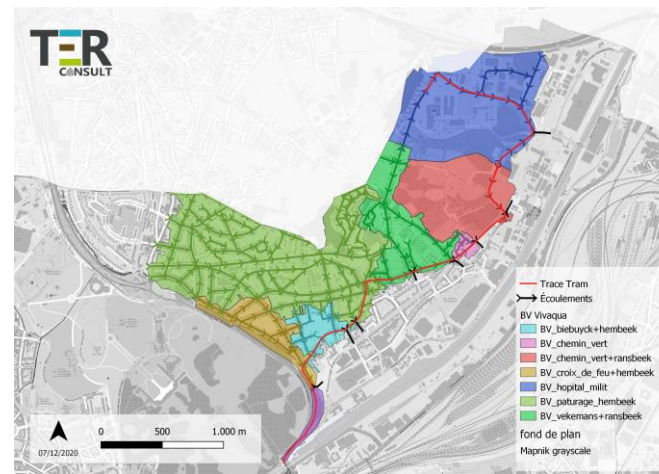 TER
CONSULT
Trace Tram
Écoulements
BV Vivaqua
BV_biebuyck+hembeek
BV_chemin_vert
BV_chemin_vert+ransbeek
BV_croix_de_feu+hembeek
BV_hopital_milit
BV_paturage_hembeek
BV_vekemans+ransbeek
fond de plan
Mapnik grayscale
0 500 1.000 m
07/12/2020